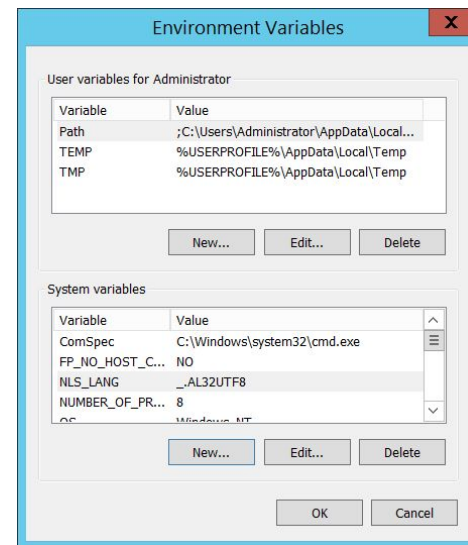 Environment Variables
X
User variables for Administrator
Variable Value
Path ;C:\Users\Administrator\AppData\Local...
TEMP %USERPROFILE%\AppData\Local\Temp
TMP %USERPROFILE%\AppData\Local\Temp
New... Edit... Delete
System variables
Variable Value
ComSpec C:\Windows\system32\cmd.exe
FP_NO_HOST_C... NO
NLS_LANG _.AL32UTF8
NUMBER_OF_PR... 8
OS Windows_NT
New... Edit... Delete
OK Cancel